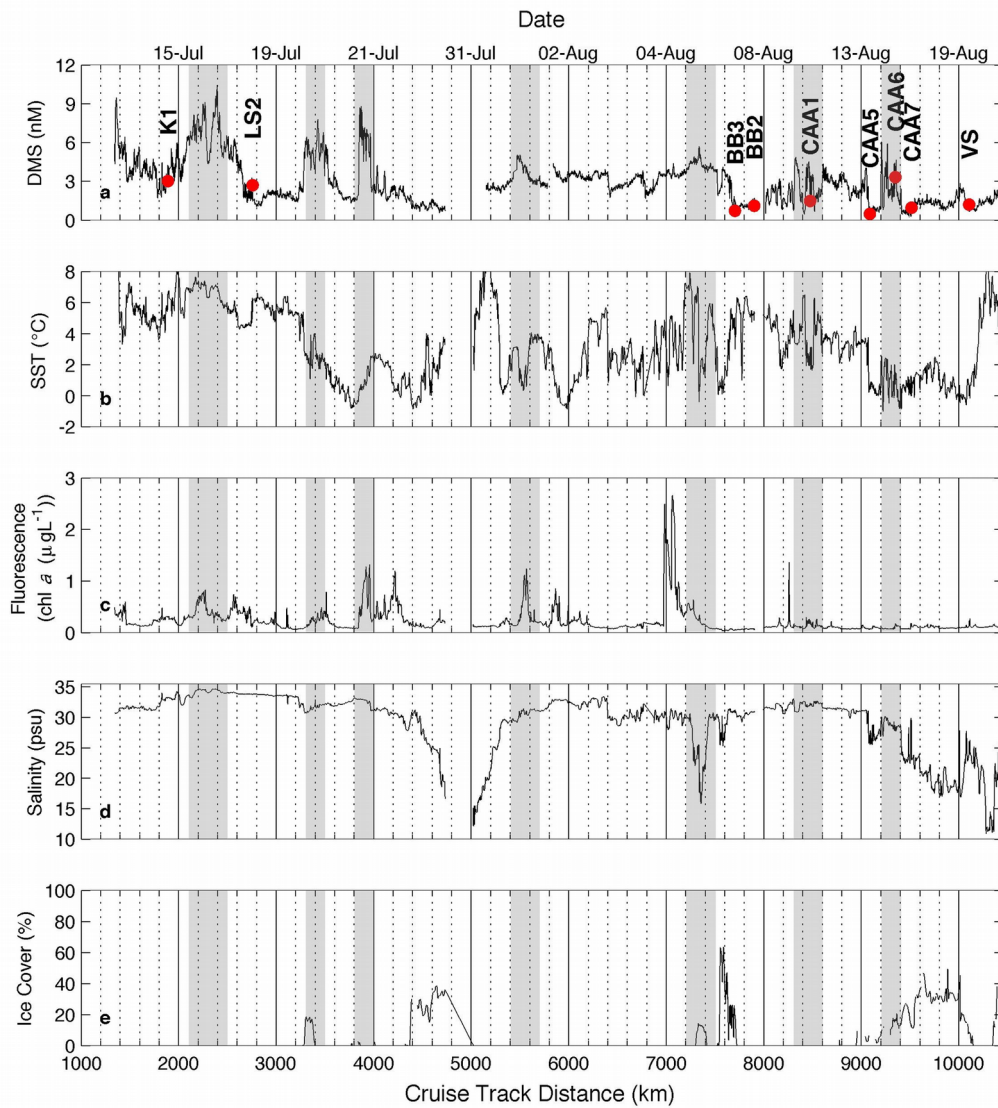 Date
15-Jul 19-Jul 21-Jul 31-Jul 02-Aug 04-Aug 08-Aug 13-Aug 19-Aug
12
9
6
3
0
DMS (nM)
a
K1
LS2
BB3
BB2
CAA1
CAA5
CAA6
CAA7
VS
8
6
4
2
0
-2
SST (°C)
b
3
2
1
0
Fluorescence
(chl a (μ gL⁻¹))
c
35
30
25
20
15
10
Salinity (psu)
d
100
80
60
40
20
0
Ice Cover (%)
e
1000 2000 3000 4000 5000 6000 7000 8000 9000 10000
Cruise Track Distance (km)